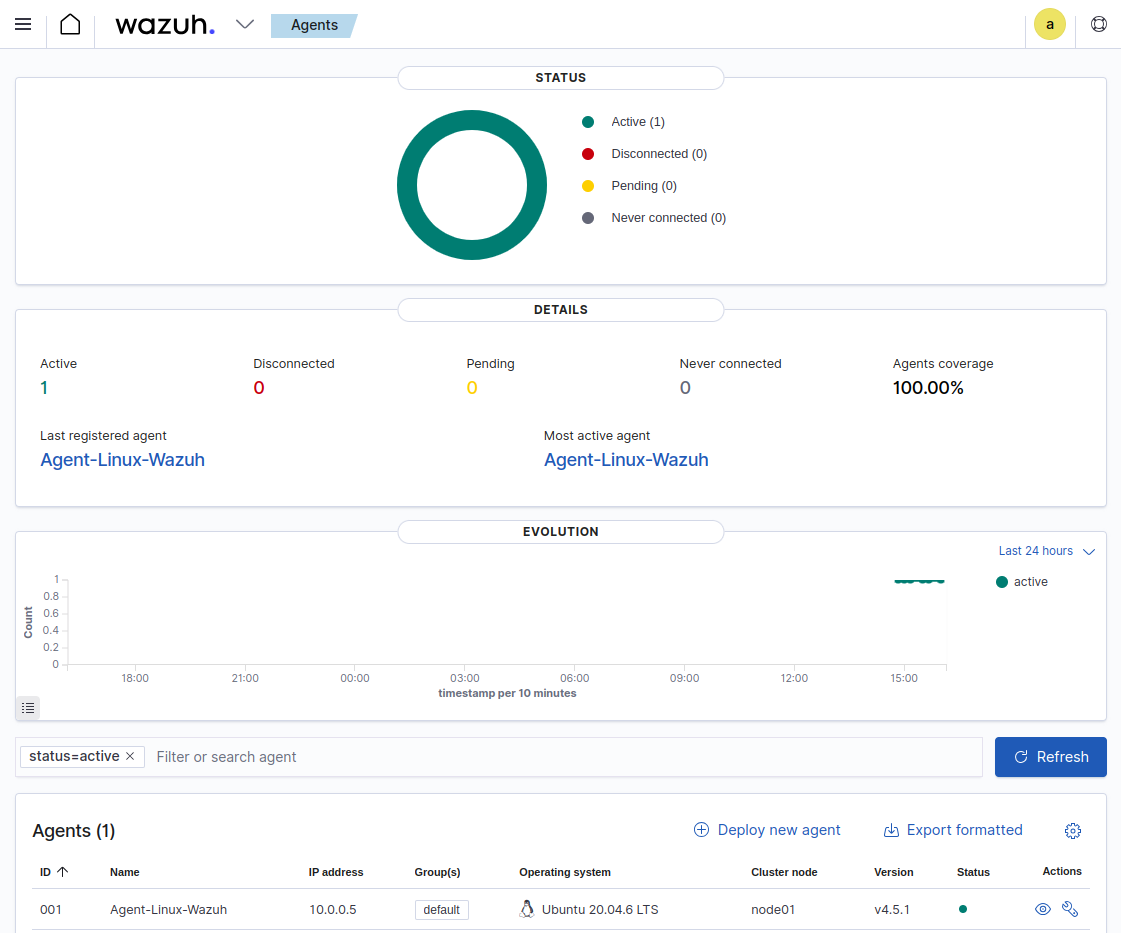 wazuh. Agents a
STATUS
Active (1)
Disconnected (0)
Pending (0)
Never connected (0)
DETAILS
Active Disconnected Pending Never connected Agents coverage
1 0 0 0 100.00%
Last registered agent Most active agent
Agent-Linux-Wazuh Agent-Linux-Wazuh
EVOLUTION
Last 24 hours
active
Count
1
0.8
0.6
0.4
0.2
0
18:00 21:00 00:00 03:00 06:00 09:00 12:00 15:00
timestamp per 10 minutes
status=active × Filter or search agent Refresh
Agents (1) Deploy new agent Export formatted
ID Name IP address Group(s) Operating system Cluster node Version Status Actions
001 Agent-Linux-Wazuh 10.0.0.5 default Ubuntu 20.04.6 LTS node01 v4.5.1